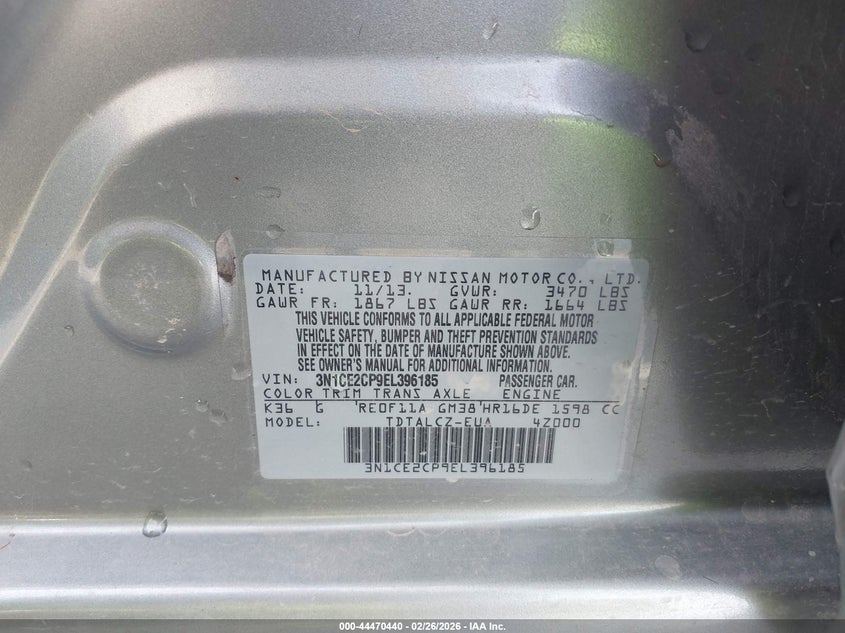 MANUFACTURED BY NISSAN MOTOR CO., LTD.
DATE: 11/13. GVWR: 3470 LBS
GAWR FR: 1867 LBS GAWR RR: 1664 LBS
THIS VEHICLE CONFORMS TO ALL APPLICABLE FEDERAL MOTOR
VEHICLE SAFETY, BUMPER AND THEFT PREVENTION STANDARDS
IN EFFECT ON THE DATE OF MANUFACTURE SHOWN ABOVE.
SEE OWNER'S MANUAL FOR ADDITIONAL INFORMATION.
VIN: 3N1CE2CP9EL396185 PASSENGER CAR.
COLOR TRIM TRANS AXLE ENGINE
K36 G RE0F11A GM38 HR16DE 1598 CC
MODEL: TDTALCZ-EUA 4Z000
3N1CE2CP9EL396185
000-44470440 - 02/26/2026 - IAA Inc.